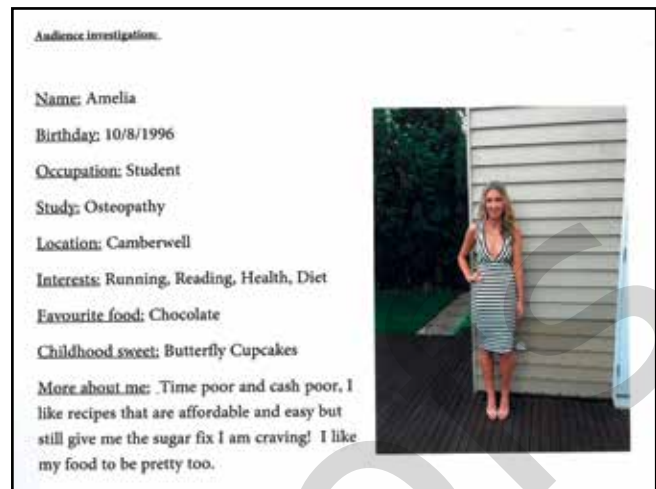 Audience investigation:
Name: Amelia
Birthday: 10/8/1996
Occupation: Student
Study: Osteopathy
Location: Camberwell
Interests: Running, Reading, Health, Diet
Favourite food: Chocolate
Childhood sweet: Butterfly Cupcakes
More about me: Time poor and cash poor, I
like recipes that are affordable and easy but
still give me the sugar fix I am craving! I like
my food to be pretty too.